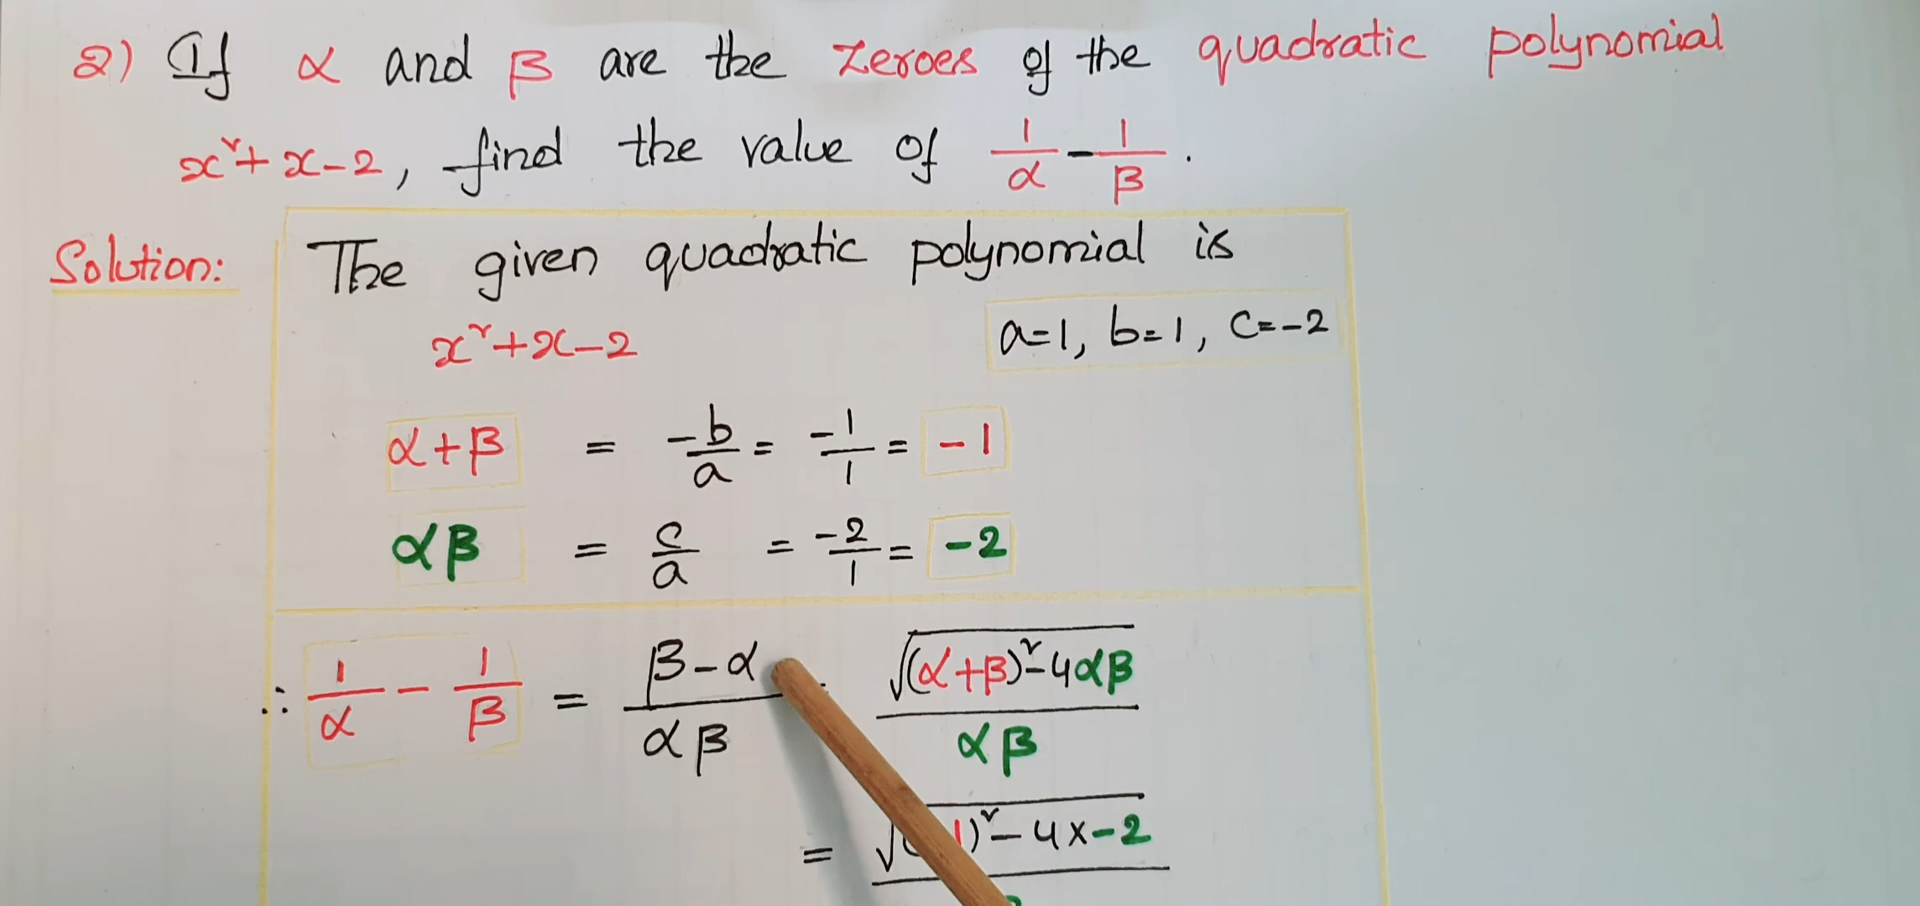 2) If α and β are the zeroes of the quadratic polynomial
x²+x-2, find the value of 1/α - 1/β.
Solution: The given quadratic polynomial is
x²+x-2 a=1, b=1, c=-2
α+β = -b/a = -1/1 = -1
αβ = c/a = -2/1 = -2
∴ 1/α - 1/β = β-α/αβ √(α+β)²-4αβ/αβ
= √( 1)²-4x-2